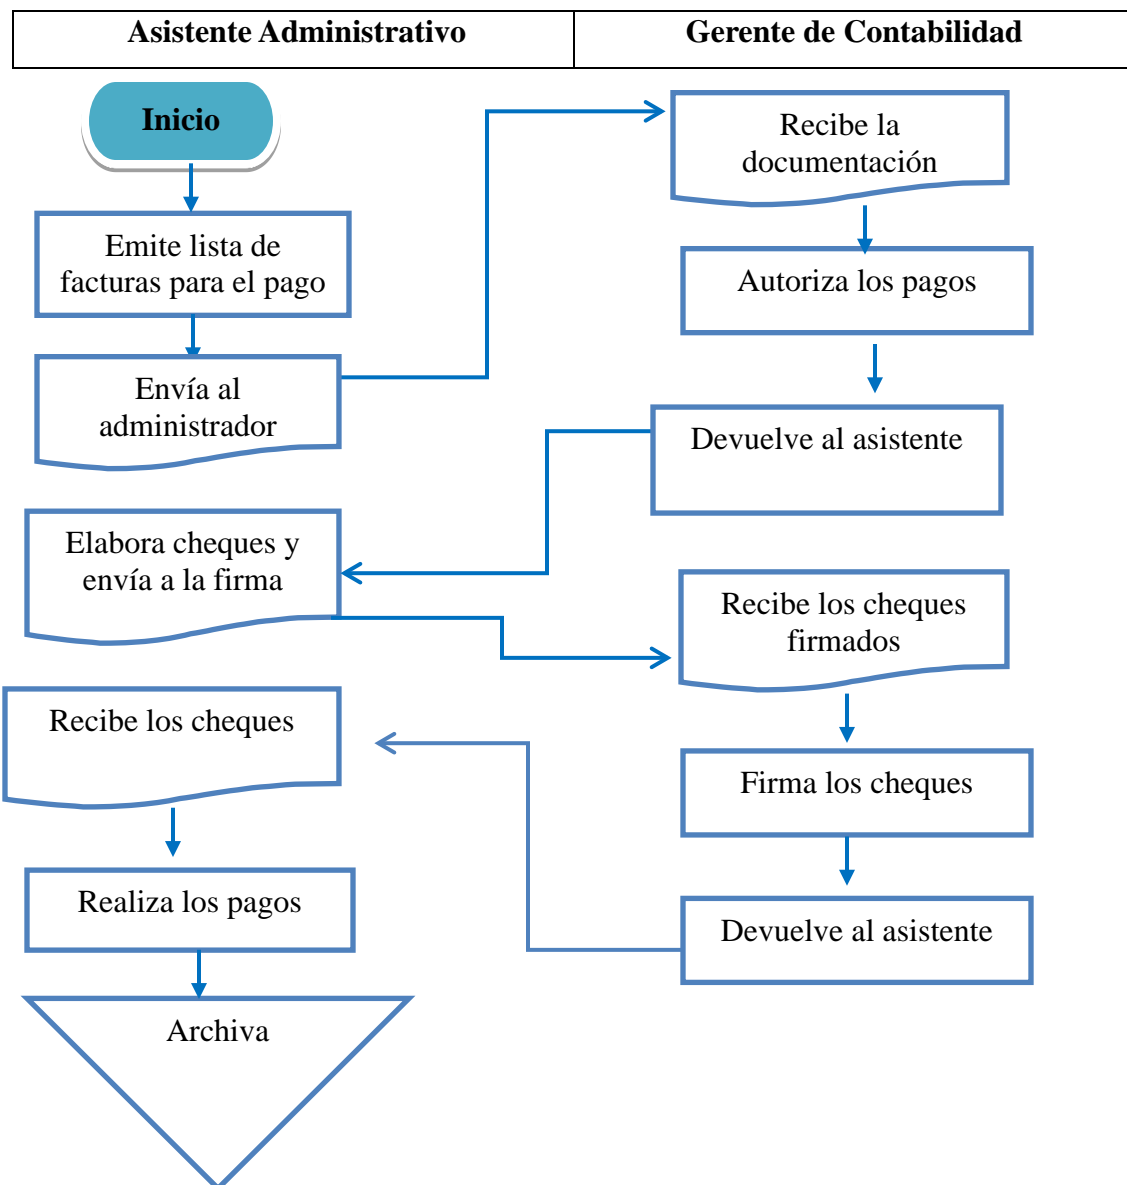 Asistente Administrativo
Gerente de Contabilidad
Inicio
Emite lista de
facturas para el pago
Envía al
administrador
Recibe la
documentación
Autoriza los pagos
Devuelve al asistente
Elabora cheques y
envía a la firma
Recibe los cheques
firmados
Firma los cheques
Devuelve al asistente
Recibe los cheques
Realiza los pagos
Archiva